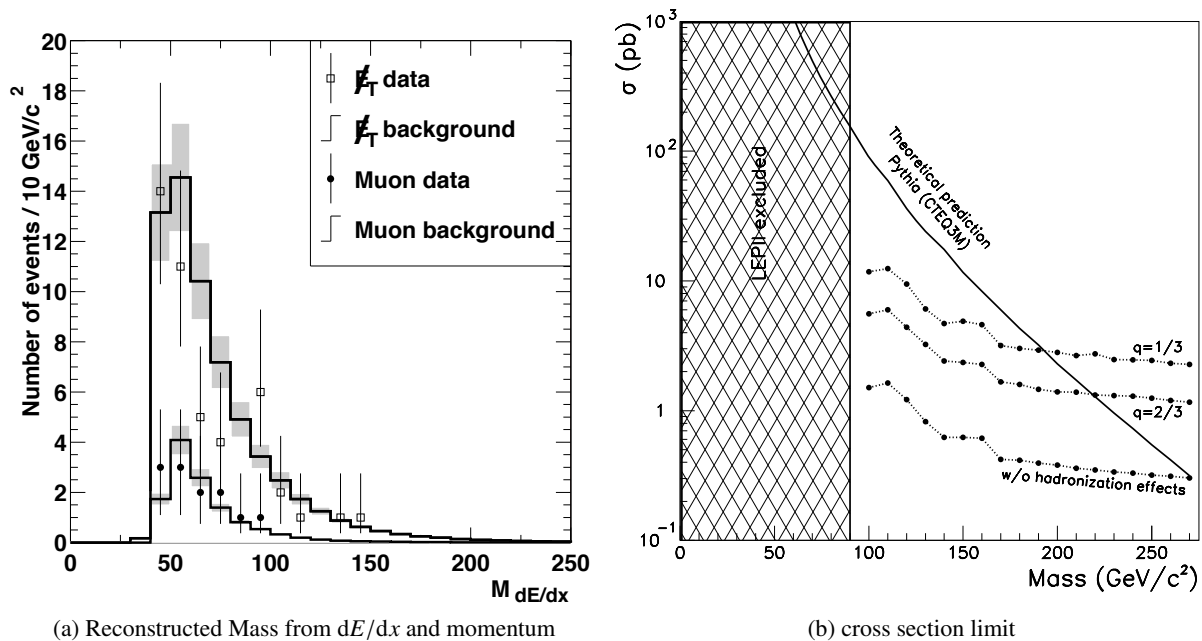 20
18
16
14
12
10
8
6
4
2
0
Number of events / 10 GeV/c²
E̸_T data
E̸_T background
Muon data
Muon background
0 50 100 150 200 250
M dE/dx
(a) Reconstructed Mass from dE/dx and momentum
σ (pb)
10³
10²
10
1
10⁻¹
LEPII excluded
Theoretical prediction
Pythia (CTEQ3M)
q=1/3
q=2/3
w/o hadronization effects
0 50 100 150 200 250
Mass (GeV/c²)
(b) cross section limit